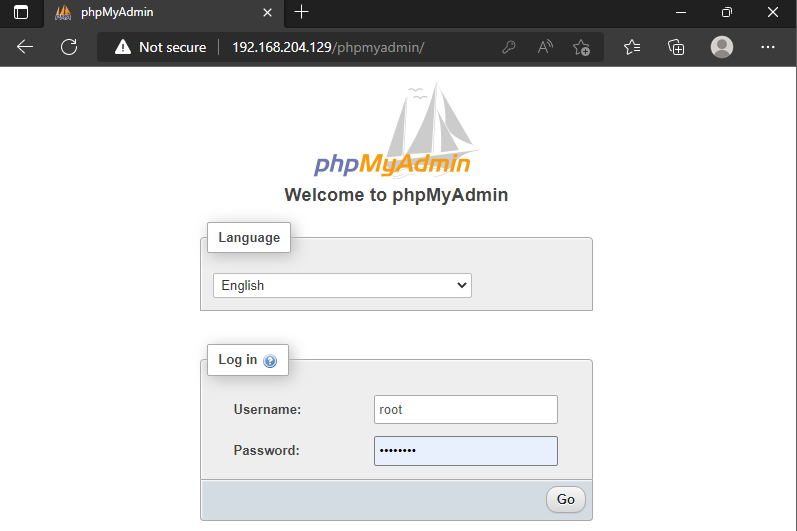 phpMyAdmin
Not secure 192.168.204.129/phpmyadmin/
phpMyAdmin
Welcome to phpMyAdmin
Language
English
Log in
Username: root
Password: ••••••••
Go